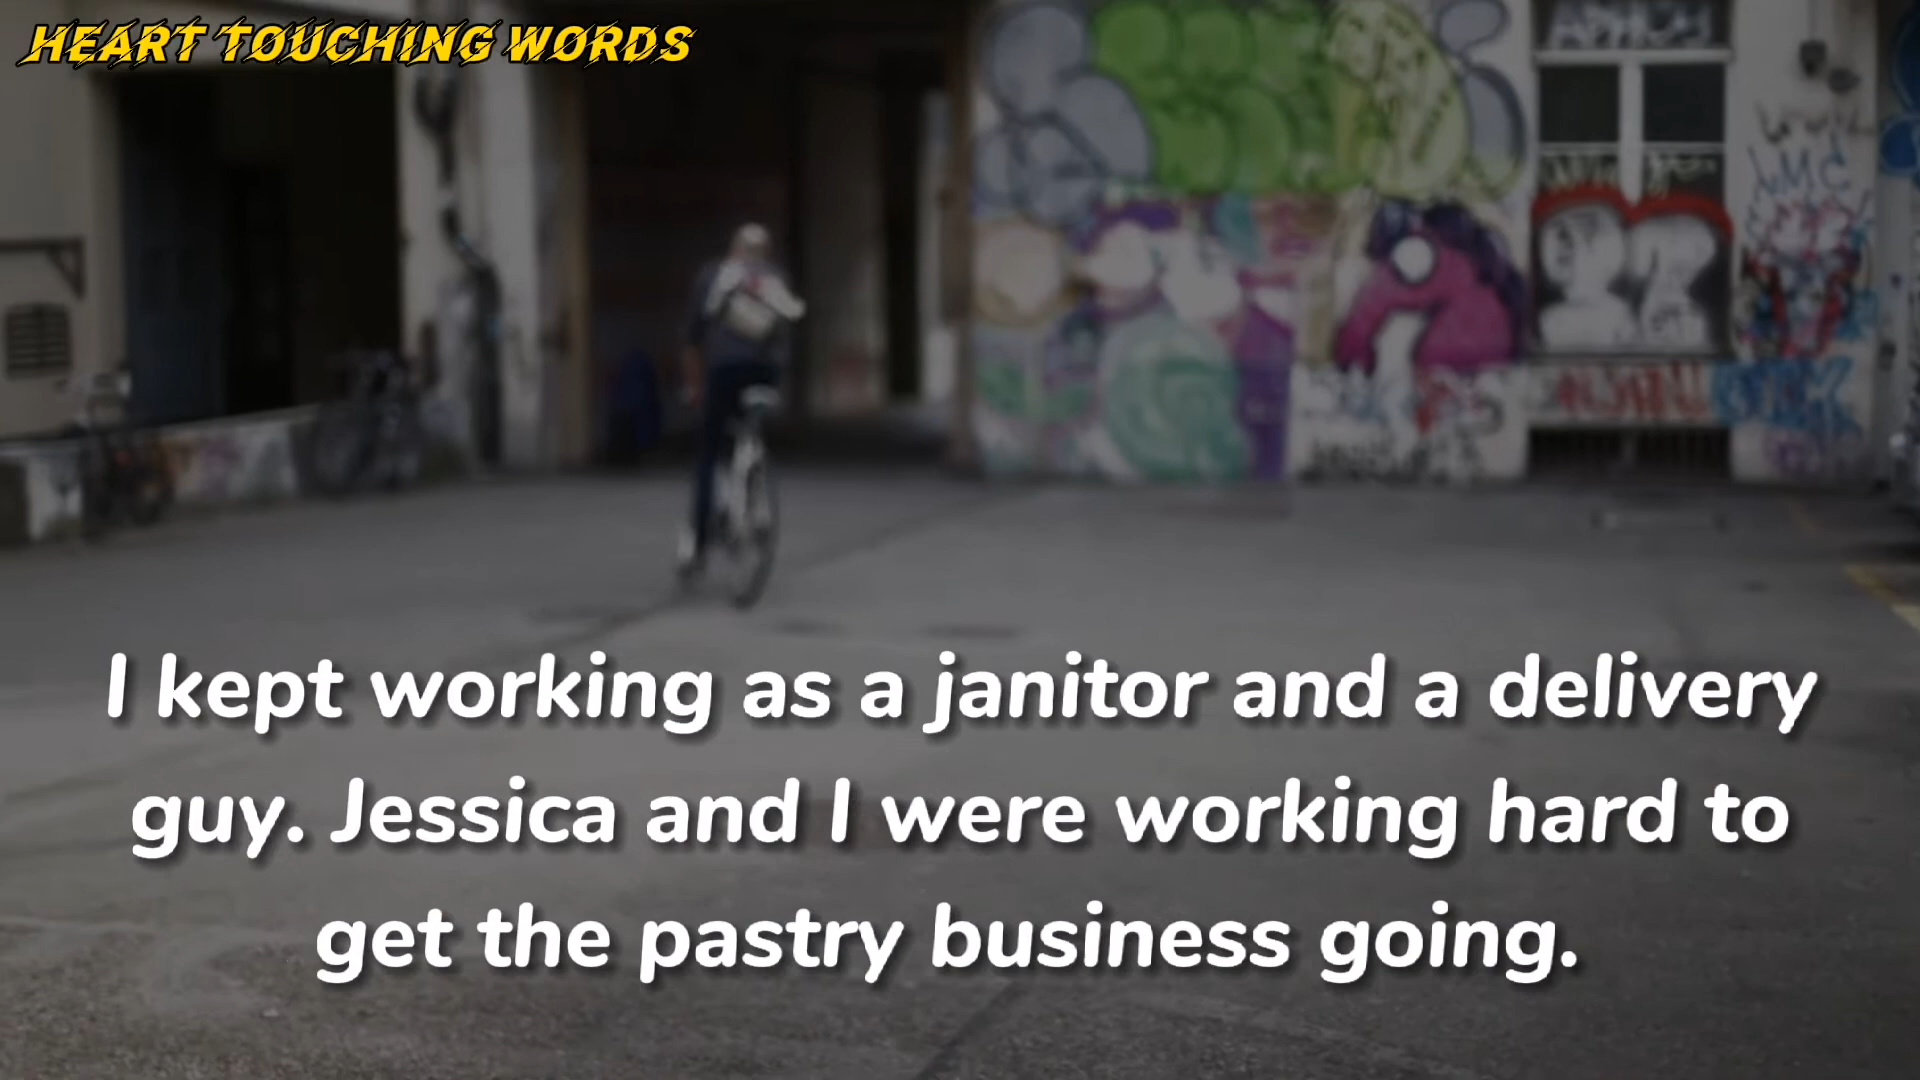 HEART TOUCHING WORDS
I kept working as a janitor and a delivery
guy. Jessica and I were working hard to
get the pastry business going.